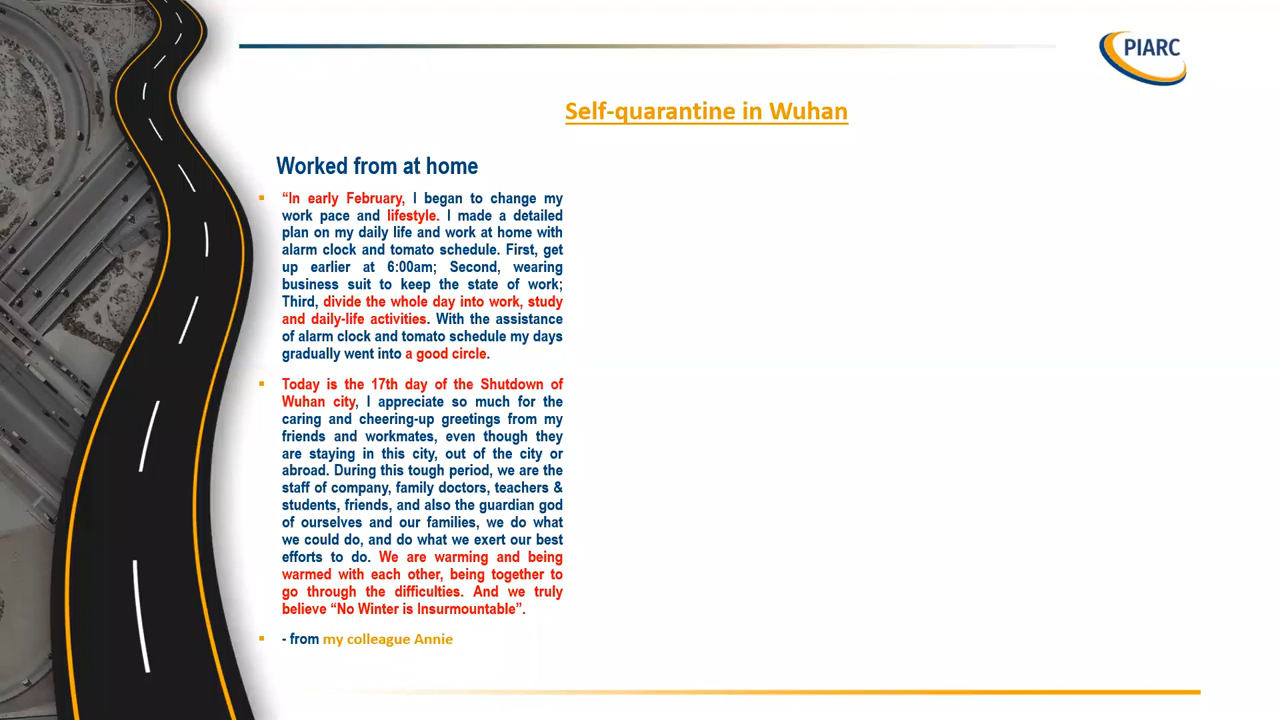 PIARC
Self-quarantine in Wuhan
Worked from at home
“In early February, I began to change my
work pace and lifestyle. I made a detailed
plan on my daily life and work at home with
alarm clock and tomato schedule. First, get
up earlier at 6:00am; Second, wearing
business suit to keep the state of work;
Third, divide the whole day into work, study
and daily-life activities. With the assistance
of alarm clock and tomato schedule my days
gradually went into a good circle.
Today is the 17th day of the Shutdown of
Wuhan city, I appreciate so much for the
caring and cheering-up greetings from my
friends and workmates, even though they
are staying in this city, out of the city or
abroad. During this tough period, we are the
staff of company, family doctors, teachers &
students, friends, and also the guardian god
of ourselves and our families, we do what
we could do, and do what we exert our best
efforts to do. We are warming and being
warmed with each other, being together to
go through the difficulties. And we truly
believe “No Winter is Insurmountable”.
- from my colleague Annie